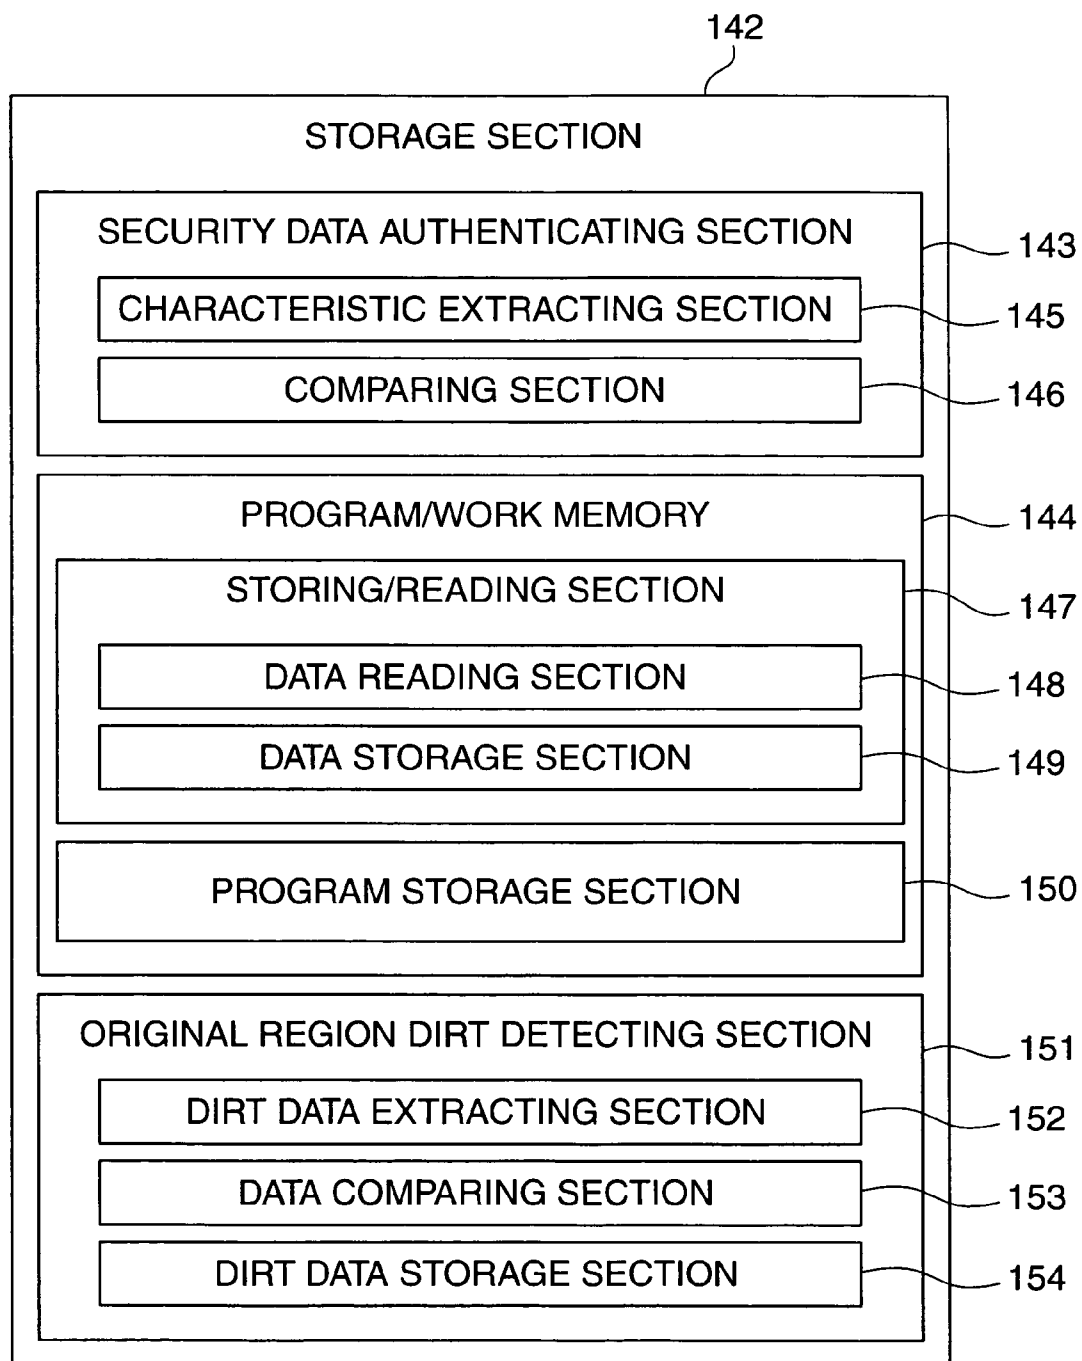 142
STORAGE SECTION
SECURITY DATA AUTHENTICATING SECTION
143
CHARACTERISTIC EXTRACTING SECTION
145
COMPARING SECTION
146
PROGRAM/WORK MEMORY
144
STORING/READING SECTION
147
DATA READING SECTION
148
DATA STORAGE SECTION
149
PROGRAM STORAGE SECTION
150
ORIGINAL REGION DIRT DETECTING SECTION
151
DIRT DATA EXTRACTING SECTION
152
DATA COMPARING SECTION
153
DIRT DATA STORAGE SECTION
154